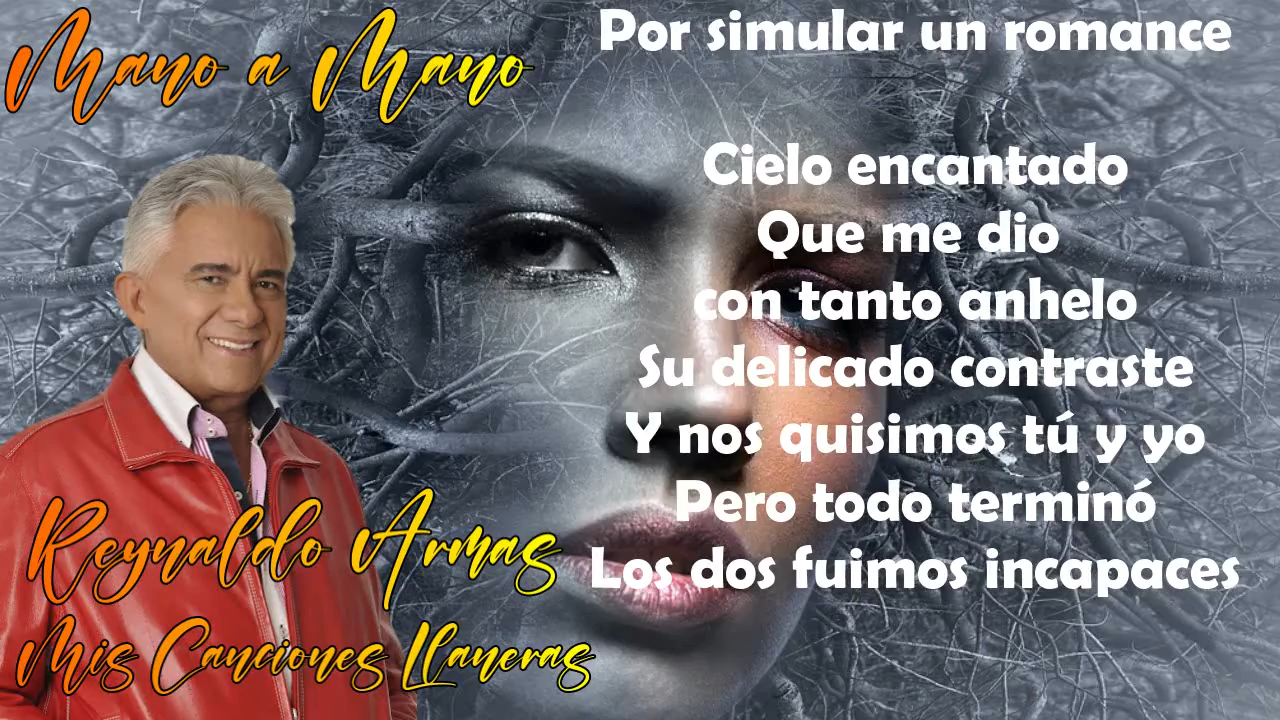 Mano a Mano
Por simular un romance
Cielo encantado
Que me dio
con tanto anhelo
Su delicado contraste
Y nos quisimos tú y yo
Pero todo terminó
Los dos fuimos incapaces
Reynaldo Armas
Mis Canciones Llaneras